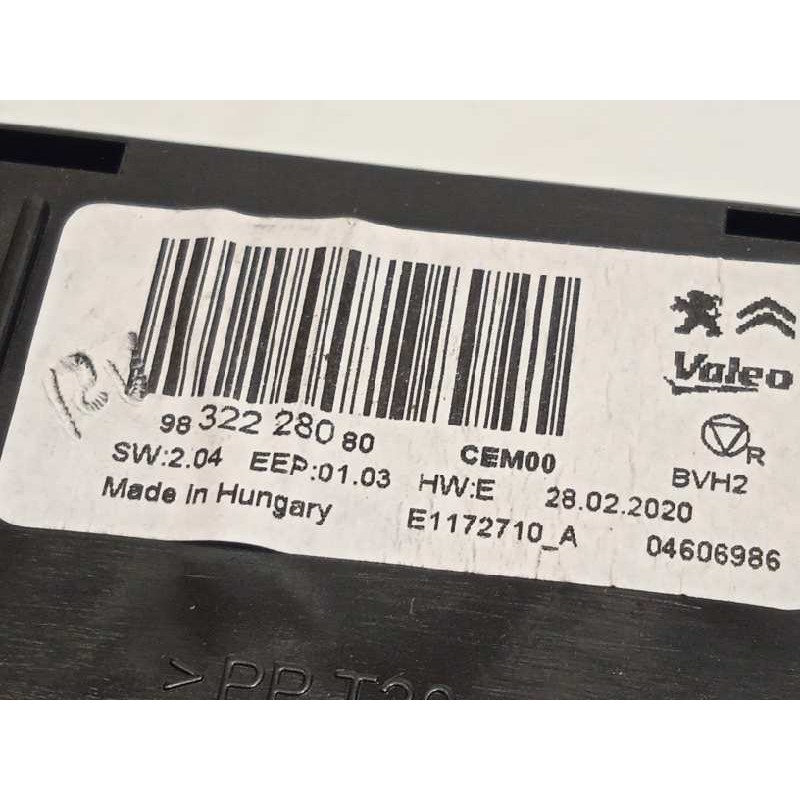 Valeo
R
98 322 280 80
CEM00
BVH2
SW:2.04 EEP:01.03 HW:E 28.02.2020
Made in Hungary E1172710_A 04606986
>PP T20